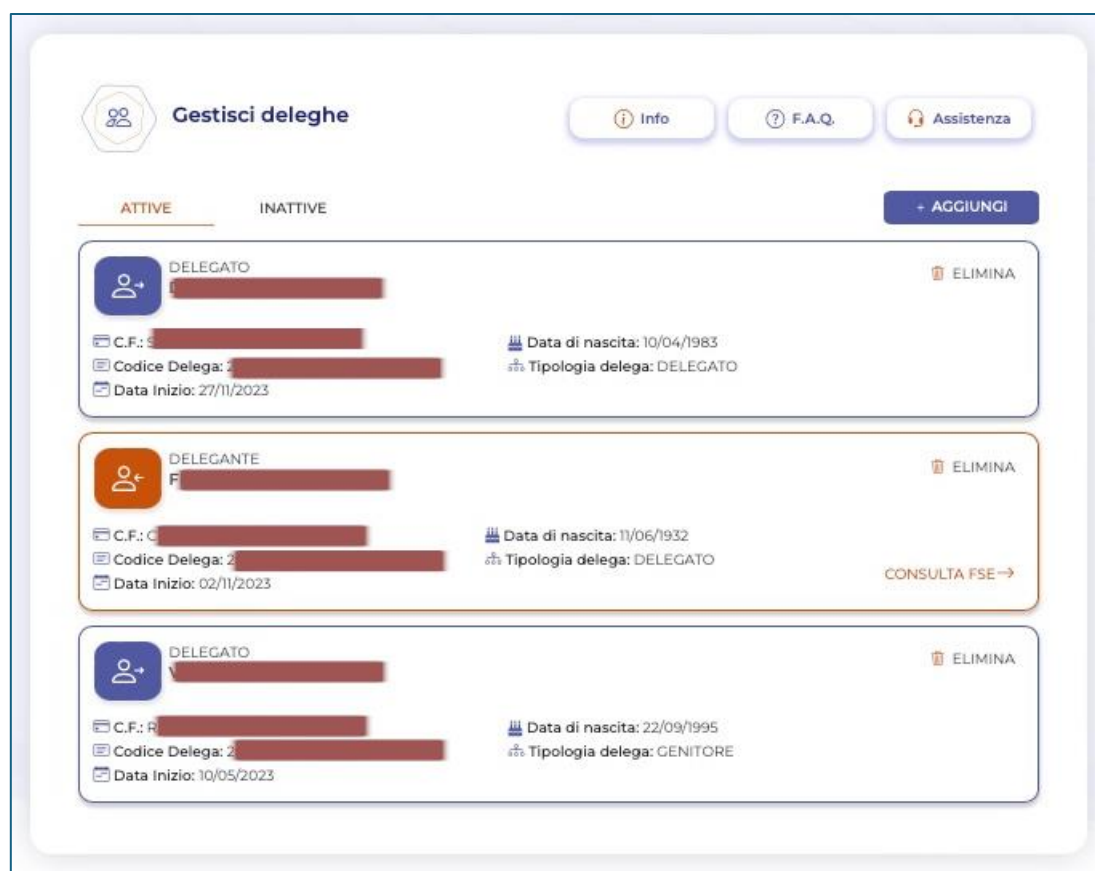 Gestisci deleghe
Info
F.A.Q.
Assistenza
ATTIVE
INATTIVE
+ AGGIUNGI
DELEGATO
ELIMINA
C.F.: S
Data di nascita: 10/04/1983
Codice Delega: 2
Tipologia delega: DELEGATO
Data Inizio: 27/11/2023
DELEGANTE
F
ELIMINA
C.F.: C
Data di nascita: 11/06/1932
Codice Delega: 2
Tipologia delega: DELEGATO
Data Inizio: 02/11/2023
CONSULTA FSE→
DELEGATO
ELIMINA
C.F.: R
Data di nascita: 22/09/1995
Codice Delega: 2
Tipologia delega: GENITORE
Data Inizio: 10/05/2023